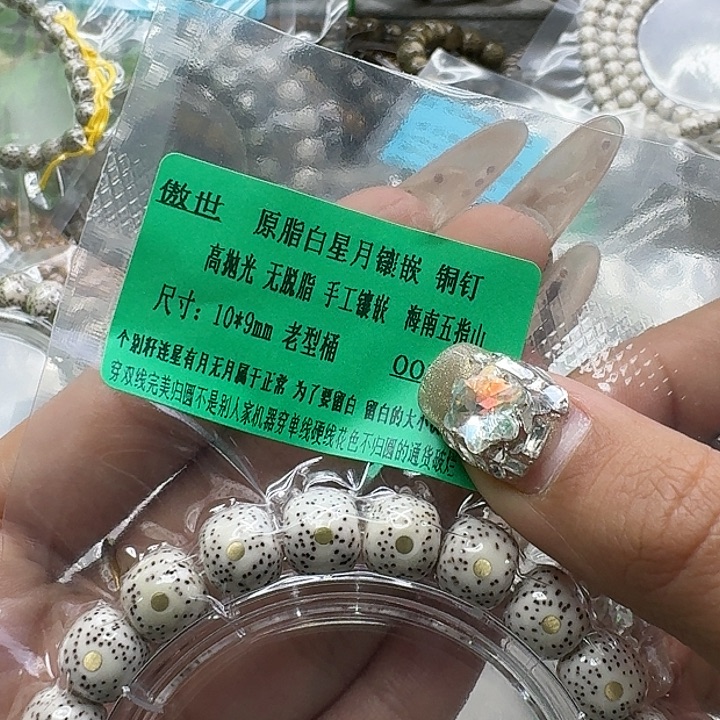 傲世 原脂白星月镶嵌 铜钉
高抛光 无脱脂 手工镶嵌 海南五指山
尺寸：10*9mm 老型桶 00
个别籽连星有月无月属于正常 为了要留白 留白的大小
穿双线完美归圆不是别人家机器穿单线硬线花色不归圆的通货破烂